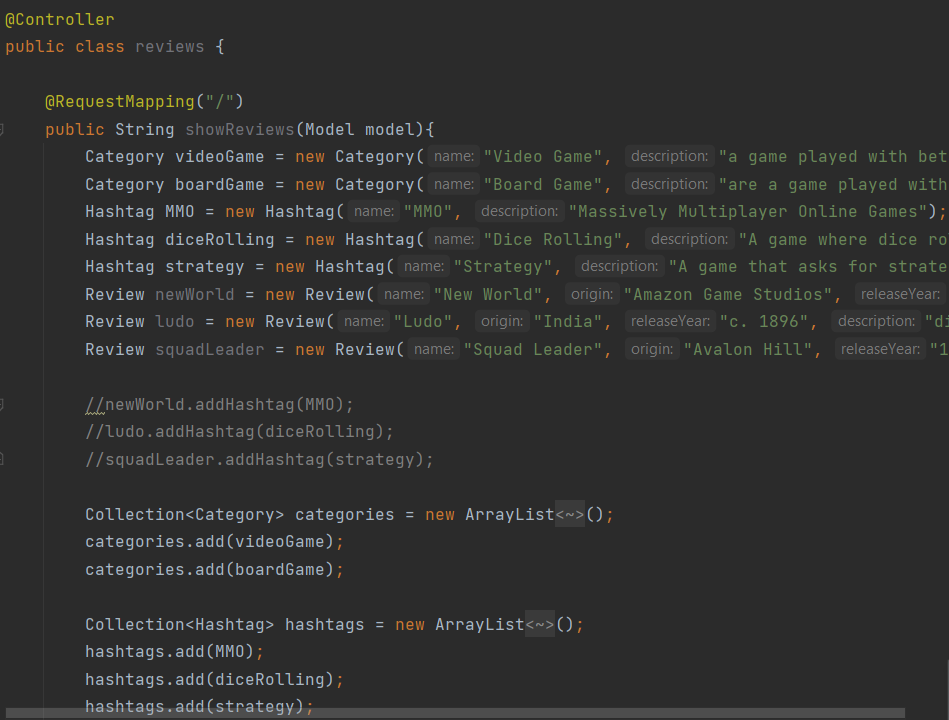 @Controller
public class reviews {
@RequestMapping("/")
public String showReviews(Model model){
Category videoGame = new Category( name: "Video Game", description: "a game played with bet
Category boardGame = new Category( name: "Board Game", description: "are a game played with
Hashtag MMO = new Hashtag( name: "MMO", description: "Massively Multiplayer Online Games");
Hashtag diceRolling = new Hashtag( name: "Dice Rolling", description: "A game where dice ro
Hashtag strategy = new Hashtag( name: "Strategy", description: "A game that asks for strate
Review newWorld = new Review( name: "New World", origin: "Amazon Game Studios", releaseYear:
Review ludo = new Review( name: "Ludo", origin: "India", releaseYear: "c. 1896", description: "di
Review squadLeader = new Review( name: "Squad Leader", origin: "Avalon Hill", releaseYear: "1
//newWorld.addHashtag(MMO);
//ludo.addHashtag(diceRolling);
//squadLeader.addHashtag(strategy);
Collection<Category> categories = new ArrayList<~>();
categories.add(videoGame);
categories.add(boardGame);
Collection<Hashtag> hashtags = new ArrayList<~>();
hashtags.add(MMO);
hashtags.add(diceRolling);
hashtags.add(strategy);